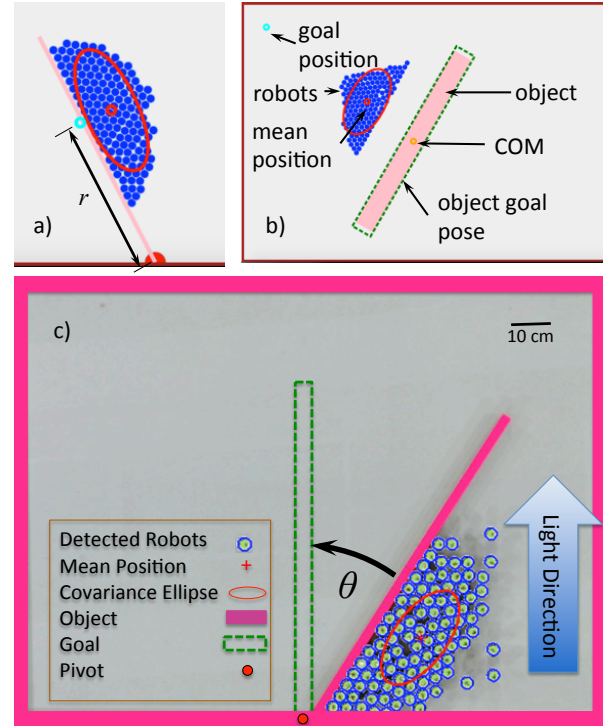 a)
r
goal
position
robots
mean
position
object
COM
object goal
pose
b)
c)
10 cm
θ
Light Direction
Detected Robots
Mean Position
Covariance Ellipse
Object
Goal
Pivot